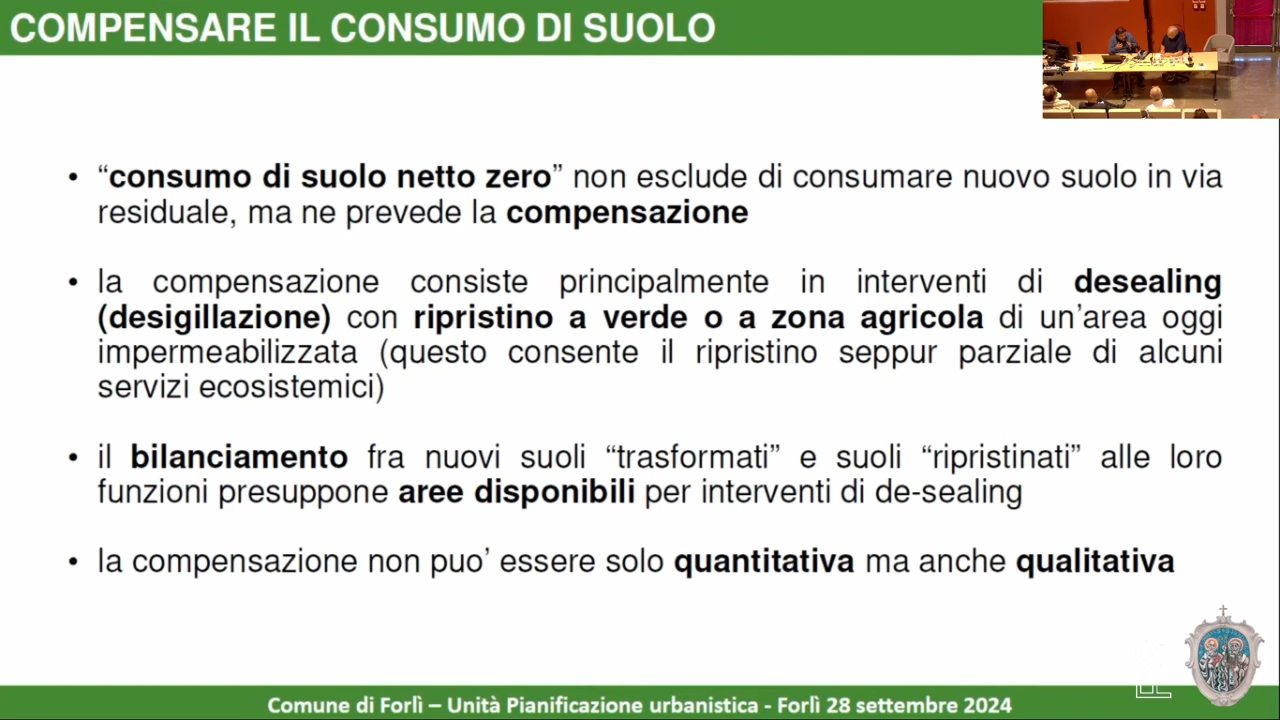 COMPENSARE IL CONSUMO DI SUOLO
• “consumo di suolo netto zero” non esclude di consumare nuovo suolo in via
residuale, ma ne prevede la compensazione
• la compensazione consiste principalmente in interventi di desealing
(desigillazione) con ripristino a verde o a zona agricola di un’area oggi
impermeabilizzata (questo consente il ripristino seppur parziale di alcuni
servizi ecosistemici)
• il bilanciamento fra nuovi suoli “trasformati” e suoli “ripristinati” alle loro
funzioni presuppone aree disponibili per interventi di de-sealing
• la compensazione non puo’ essere solo quantitativa ma anche qualitativa
Comune di Forlì – Unità Pianificazione urbanistica - Forlì 28 settembre 2024